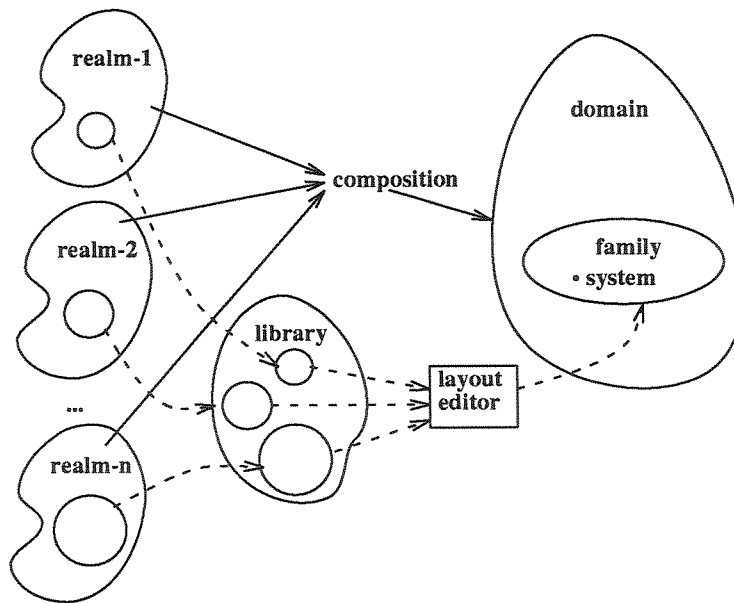 realm-1
domain
composition
realm-2
family
• system
library
layout
editor
...
realm-n